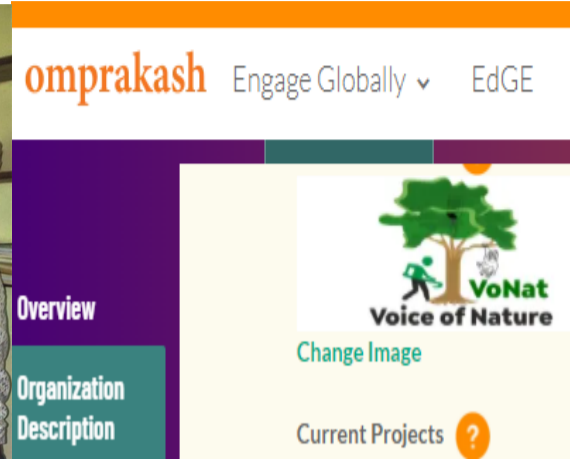 omprakash Engage Globally EdGE
VoNat
Voice of Nature
Overview
Change Image
Organization
Description
Current Projects ?